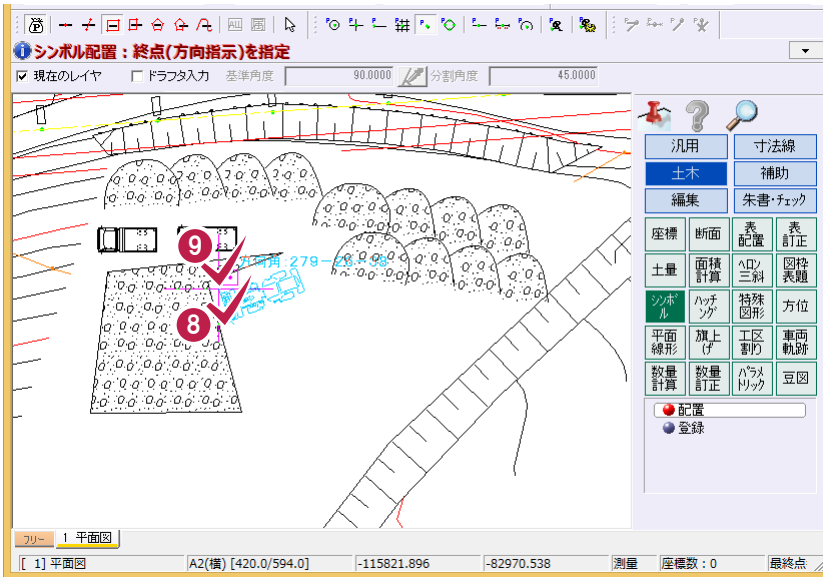 シンボル配置：終点(方向指示)を指定
現在のレイヤ ドラフタ入力 基準角度 90.0000 分割角度 45.0000
汎用 寸法線
土木 補助
編集 朱書・チェック
座標 断面 表配置 表訂正
土量 面積計算 ヘロン三斜 図枠表題
シンボル ハッチング 特殊図形 方位
平面線形 旗上げ 工区割り 車両軌跡
数量計算 数量訂正 パラメトリック 豆図
配置
登録
9
8
フリー 1 平面図
[ 1] 平面図 A2(横) [420.0/594.0] -115821.896 -82970.538 測量 座標数：0 最終点